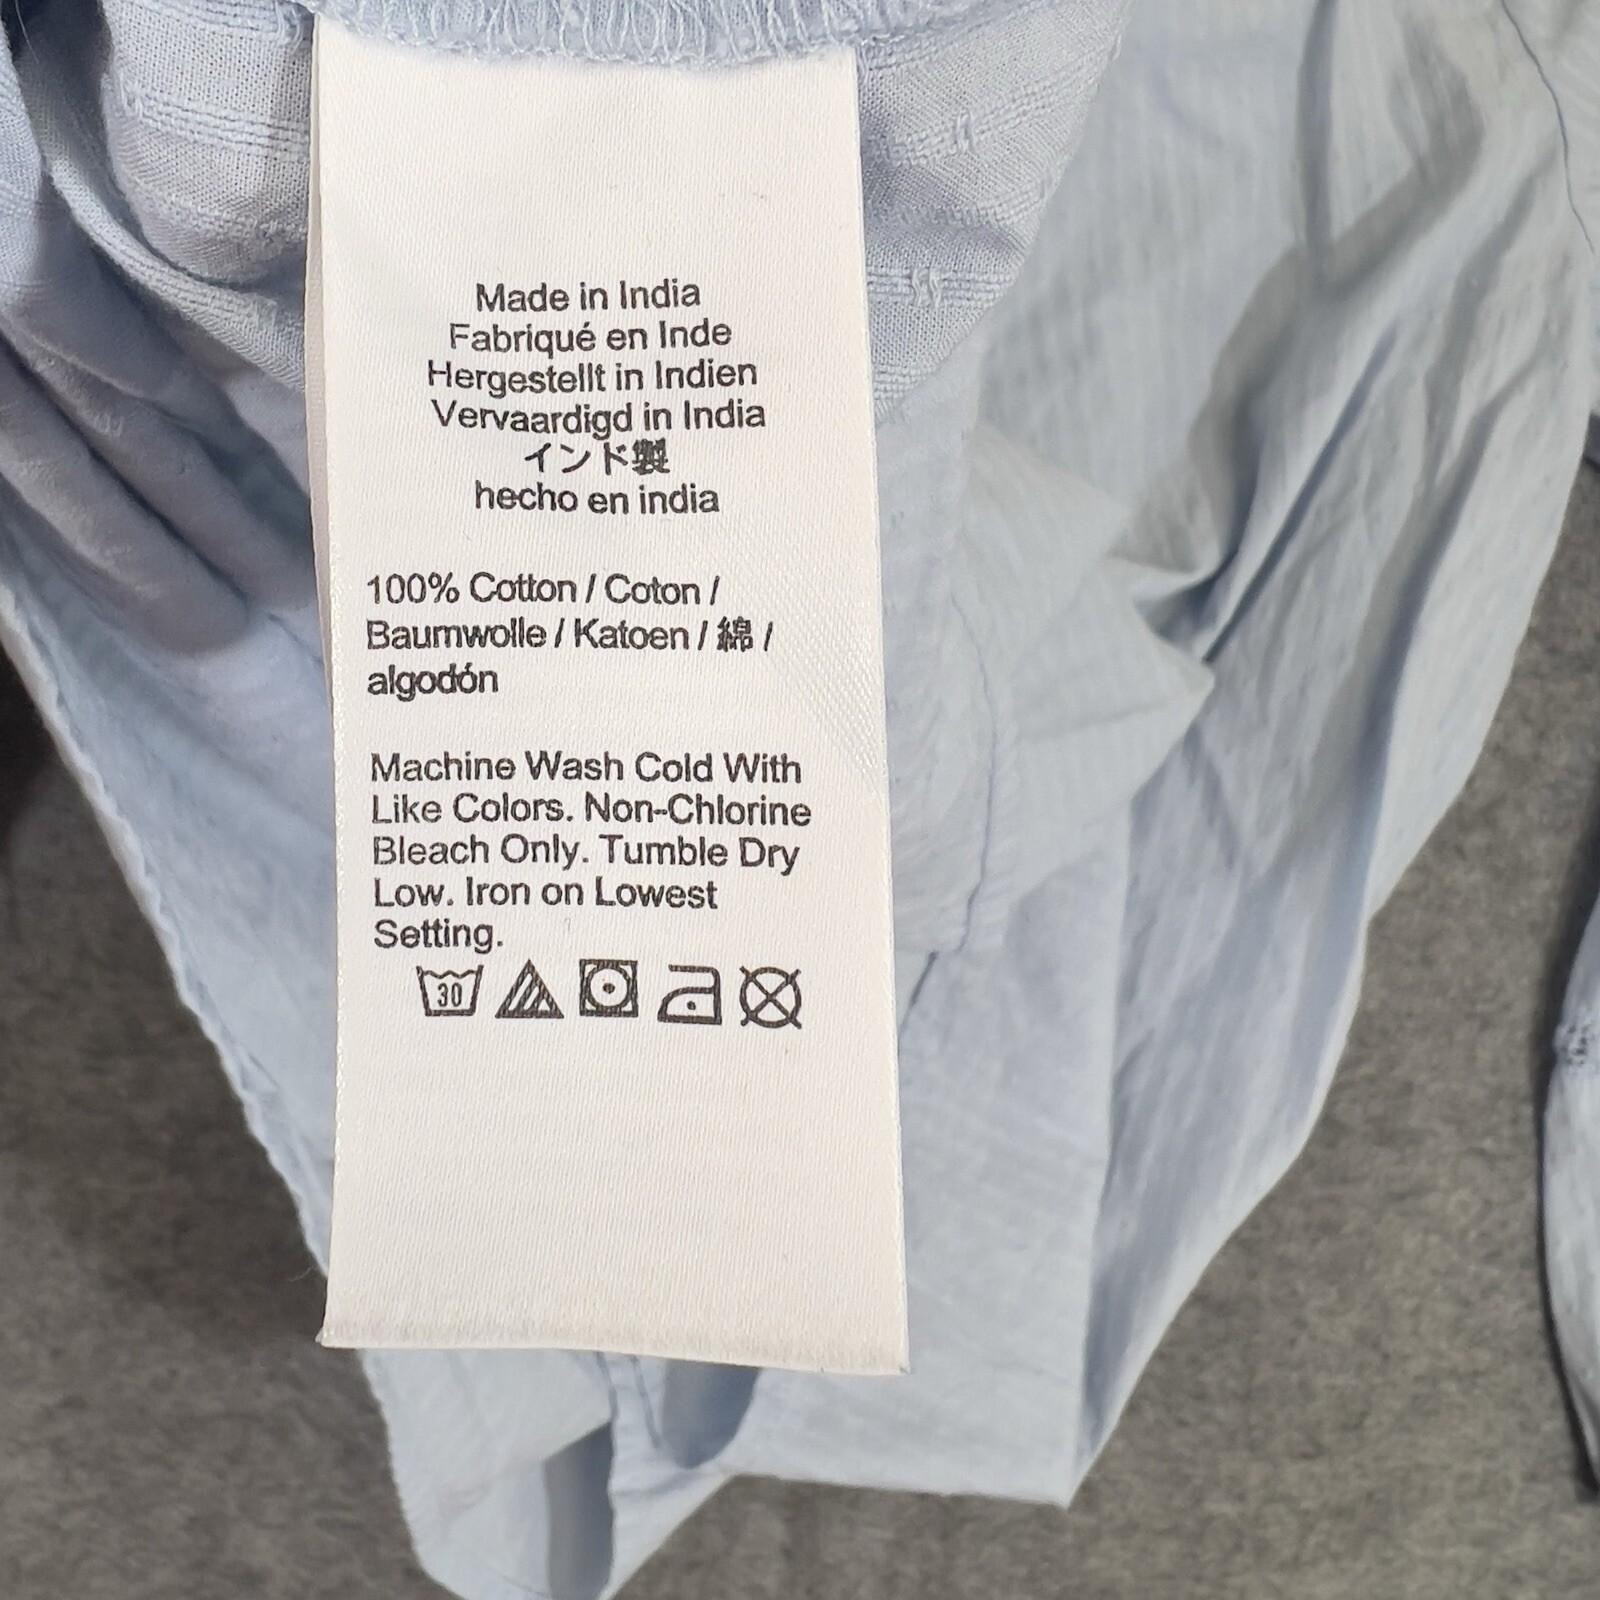 Made in India
Fabriqué en Inde
Hergestellt in Indien
Vervaardigd in India
インド製
hecho en india
100% Cotton / Coton /
Baumwolle / Katoen / 綿 /
algodón
Machine Wash Cold With
Like Colors. Non-Chlorine
Bleach Only. Tumble Dry
Low. Iron on Lowest
Setting.
30